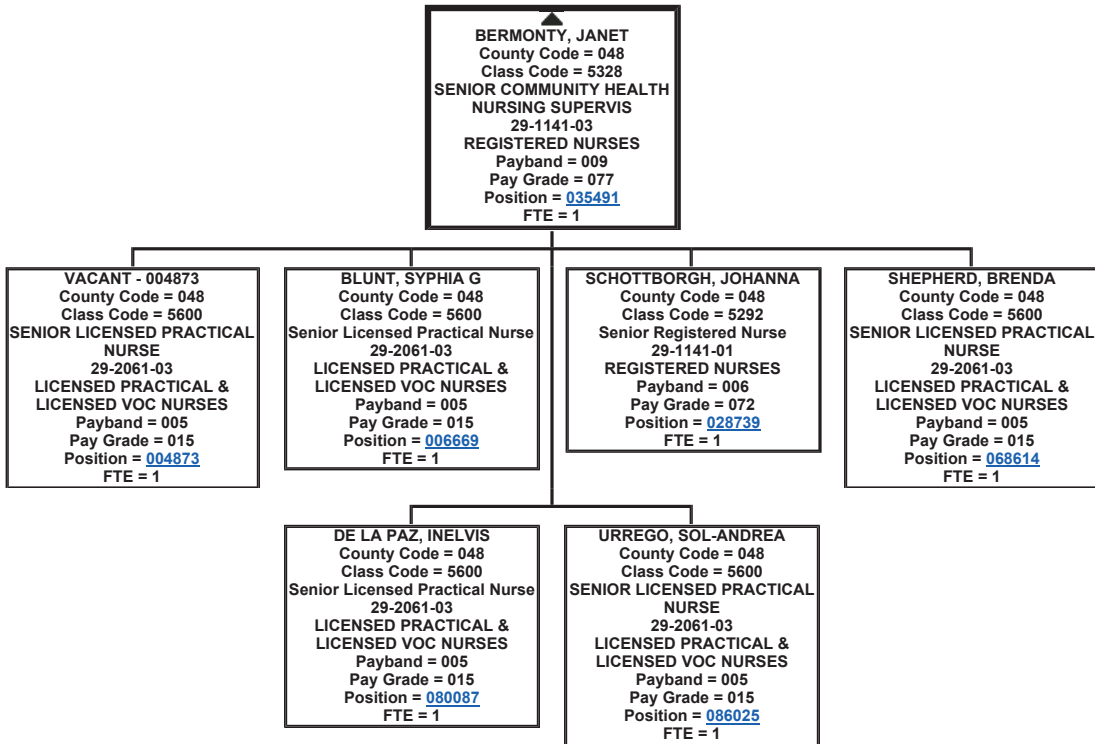 BERMONTY, JANET
County Code = 048
Class Code = 5328
SENIOR COMMUNITY HEALTH
NURSING SUPERVIS
29-1141-03
REGISTERED NURSES
Payband = 009
Pay Grade = 077
Position = 035491
FTE = 1
VACANT - 004873
County Code = 048
Class Code = 5600
SENIOR LICENSED PRACTICAL
NURSE
29-2061-03
LICENSED PRACTICAL &
LICENSED VOC NURSES
Payband = 005
Pay Grade = 015
Position = 004873
FTE = 1
BLUNT, SYPHIA G
County Code = 048
Class Code = 5600
Senior Licensed Practical Nurse
29-2061-03
LICENSED PRACTICAL &
LICENSED VOC NURSES
Payband = 005
Pay Grade = 015
Position = 006669
FTE = 1
SCHOTTBORGH, JOHANNA
County Code = 048
Class Code = 5292
Senior Registered Nurse
29-1141-01
REGISTERED NURSES
Payband = 006
Pay Grade = 072
Position = 028739
FTE = 1
SHEPHERD, BRENDA
County Code = 048
Class Code = 5600
SENIOR LICENSED PRACTICAL
NURSE
29-2061-03
LICENSED PRACTICAL &
LICENSED VOC NURSES
Payband = 005
Pay Grade = 015
Position = 068614
FTE = 1
DE LA PAZ, INELVIS
County Code = 048
Class Code = 5600
Senior Licensed Practical Nurse
29-2061-03
LICENSED PRACTICAL &
LICENSED VOC NURSES
Payband = 005
Pay Grade = 015
Position = 080087
FTE = 1
URREGO, SOL-ANDREA
County Code = 048
Class Code = 5600
SENIOR LICENSED PRACTICAL
NURSE
29-2061-03
LICENSED PRACTICAL &
LICENSED VOC NURSES
Payband = 005
Pay Grade = 015
Position = 086025
FTE = 1